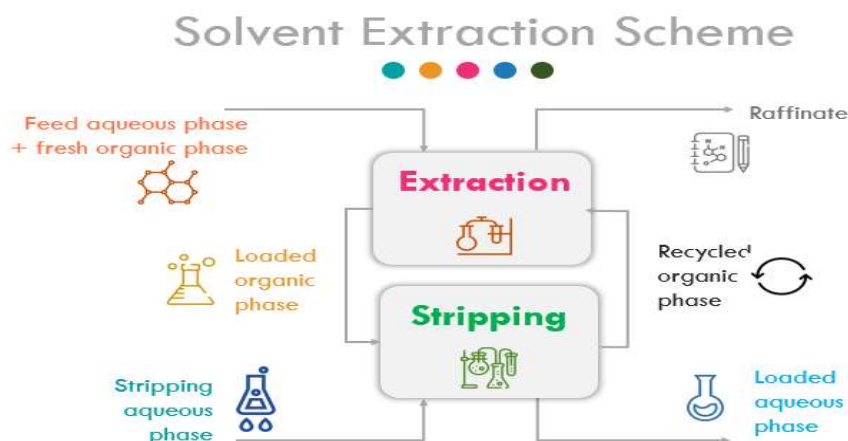 Solvent Extraction Scheme
Feed aqueous phase
+ fresh organic phase
Raffinate
Extraction
Loaded
organic
phase
Recycled
organic
phase
Stripping
Stripping
aqueous
phase
Loaded
aqueous
phase